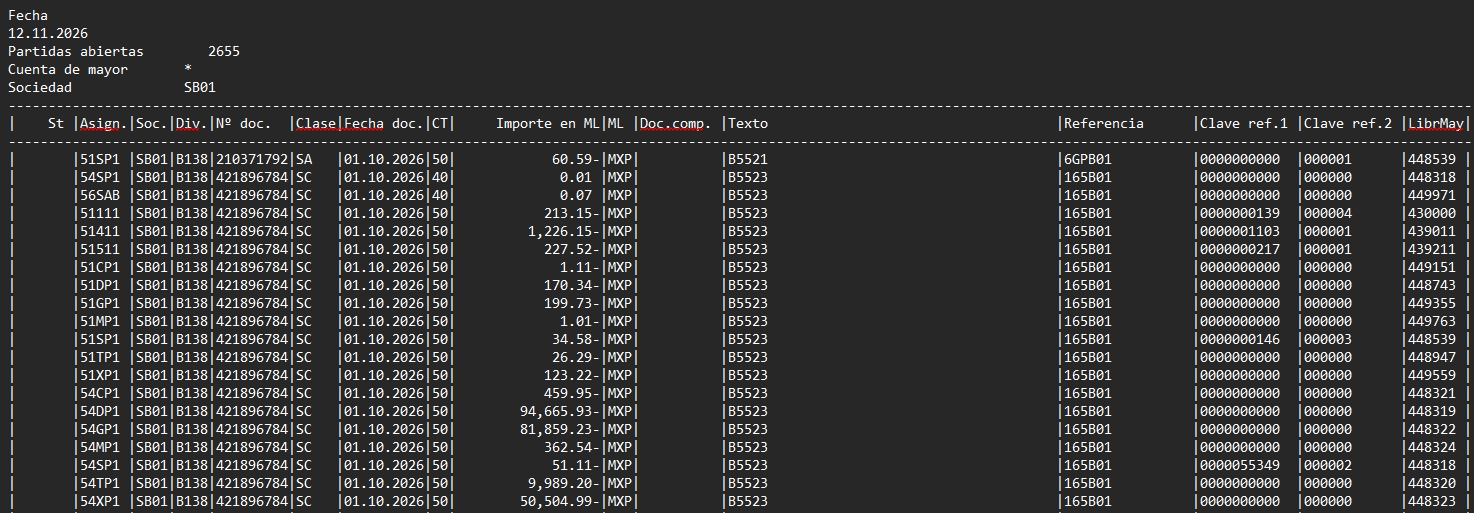 Fecha
12.11.2026
Partidas abiertas        2655
Cuenta de mayor       *
Sociedad              SB01
---------------------------------------------------------------------------------------------------------------------------------------------------------------------------------------
|    St |Asign.|Soc.|Div.|Nº doc.  |Clase|Fecha doc.|CT|     Importe en ML|ML |Doc.comp. |Texto                                    |Referencia      |Clave ref.1 |Clave ref.2 |LibrMay|
---------------------------------------------------------------------------------------------------------------------------------------------------------------------------------------
|       |51SP1 |SB01|B138|210371792|SA   |01.10.2026|50|            60.59-|MXP|          |B5521                                    |6GPB01          |0000000000  |000001      |448539 |
|       |54SP1 |SB01|B138|421896784|SC   |01.10.2026|40|             0.01 |MXP|          |B5523                                    |165B01          |0000000000  |000000      |448318 |
|       |56SAB |SB01|B138|421896784|SC   |01.10.2026|40|             0.07 |MXP|          |B5523                                    |165B01          |0000000000  |000000      |449971 |
|       |51111 |SB01|B138|421896784|SC   |01.10.2026|50|           213.15-|MXP|          |B5523                                    |165B01          |0000000139  |000004      |430000 |
|       |51411 |SB01|B138|421896784|SC   |01.10.2026|50|         1,226.15-|MXP|          |B5523                                    |165B01          |0000001103  |000001      |439011 |
|       |51511 |SB01|B138|421896784|SC   |01.10.2026|50|           227.52-|MXP|          |B5523                                    |165B01          |0000000217  |000001      |439211 |
|       |51CP1 |SB01|B138|421896784|SC   |01.10.2026|50|             1.11-|MXP|          |B5523                                    |165B01          |0000000000  |000000      |449151 |
|       |51DP1 |SB01|B138|421896784|SC   |01.10.2026|50|           170.34-|MXP|          |B5523                                    |165B01          |0000000000  |000000      |448743 |
|       |51GP1 |SB01|B138|421896784|SC   |01.10.2026|50|           199.73-|MXP|          |B5523                                    |165B01          |0000000000  |000000      |449355 |
|       |51MP1 |SB01|B138|421896784|SC   |01.10.2026|50|             1.01-|MXP|          |B5523                                    |165B01          |0000000000  |000000      |449763 |
|       |51SP1 |SB01|B138|421896784|SC   |01.10.2026|50|            34.58-|MXP|          |B5523                                    |165B01          |0000000146  |000003      |448539 |
|       |51TP1 |SB01|B138|421896784|SC   |01.10.2026|50|            26.29-|MXP|          |B5523                                    |165B01          |0000000000  |000000      |448947 |
|       |51XP1 |SB01|B138|421896784|SC   |01.10.2026|50|           123.22-|MXP|          |B5523                                    |165B01          |0000000000  |000000      |449559 |
|       |54CP1 |SB01|B138|421896784|SC   |01.10.2026|50|           459.95-|MXP|          |B5523                                    |165B01          |0000000000  |000000      |448321 |
|       |54DP1 |SB01|B138|421896784|SC   |01.10.2026|50|        94,665.93-|MXP|          |B5523                                    |165B01          |0000000000  |000000      |448319 |
|       |54GP1 |SB01|B138|421896784|SC   |01.10.2026|50|        81,859.23-|MXP|          |B5523                                    |165B01          |0000000000  |000000      |448322 |
|       |54MP1 |SB01|B138|421896784|SC   |01.10.2026|50|           362.54-|MXP|          |B5523                                    |165B01          |0000000000  |000000      |448324 |
|       |54SP1 |SB01|B138|421896784|SC   |01.10.2026|50|            51.11-|MXP|          |B5523                                    |165B01          |0000055349  |000002      |448318 |
|       |54TP1 |SB01|B138|421896784|SC   |01.10.2026|50|         9,989.20-|MXP|          |B5523                                    |165B01          |0000000000  |000000      |448320 |
|       |54XP1 |SB01|B138|421896784|SC   |01.10.2026|50|        50,504.99-|MXP|          |B5523                                    |165B01          |0000000000  |000000      |448323 |